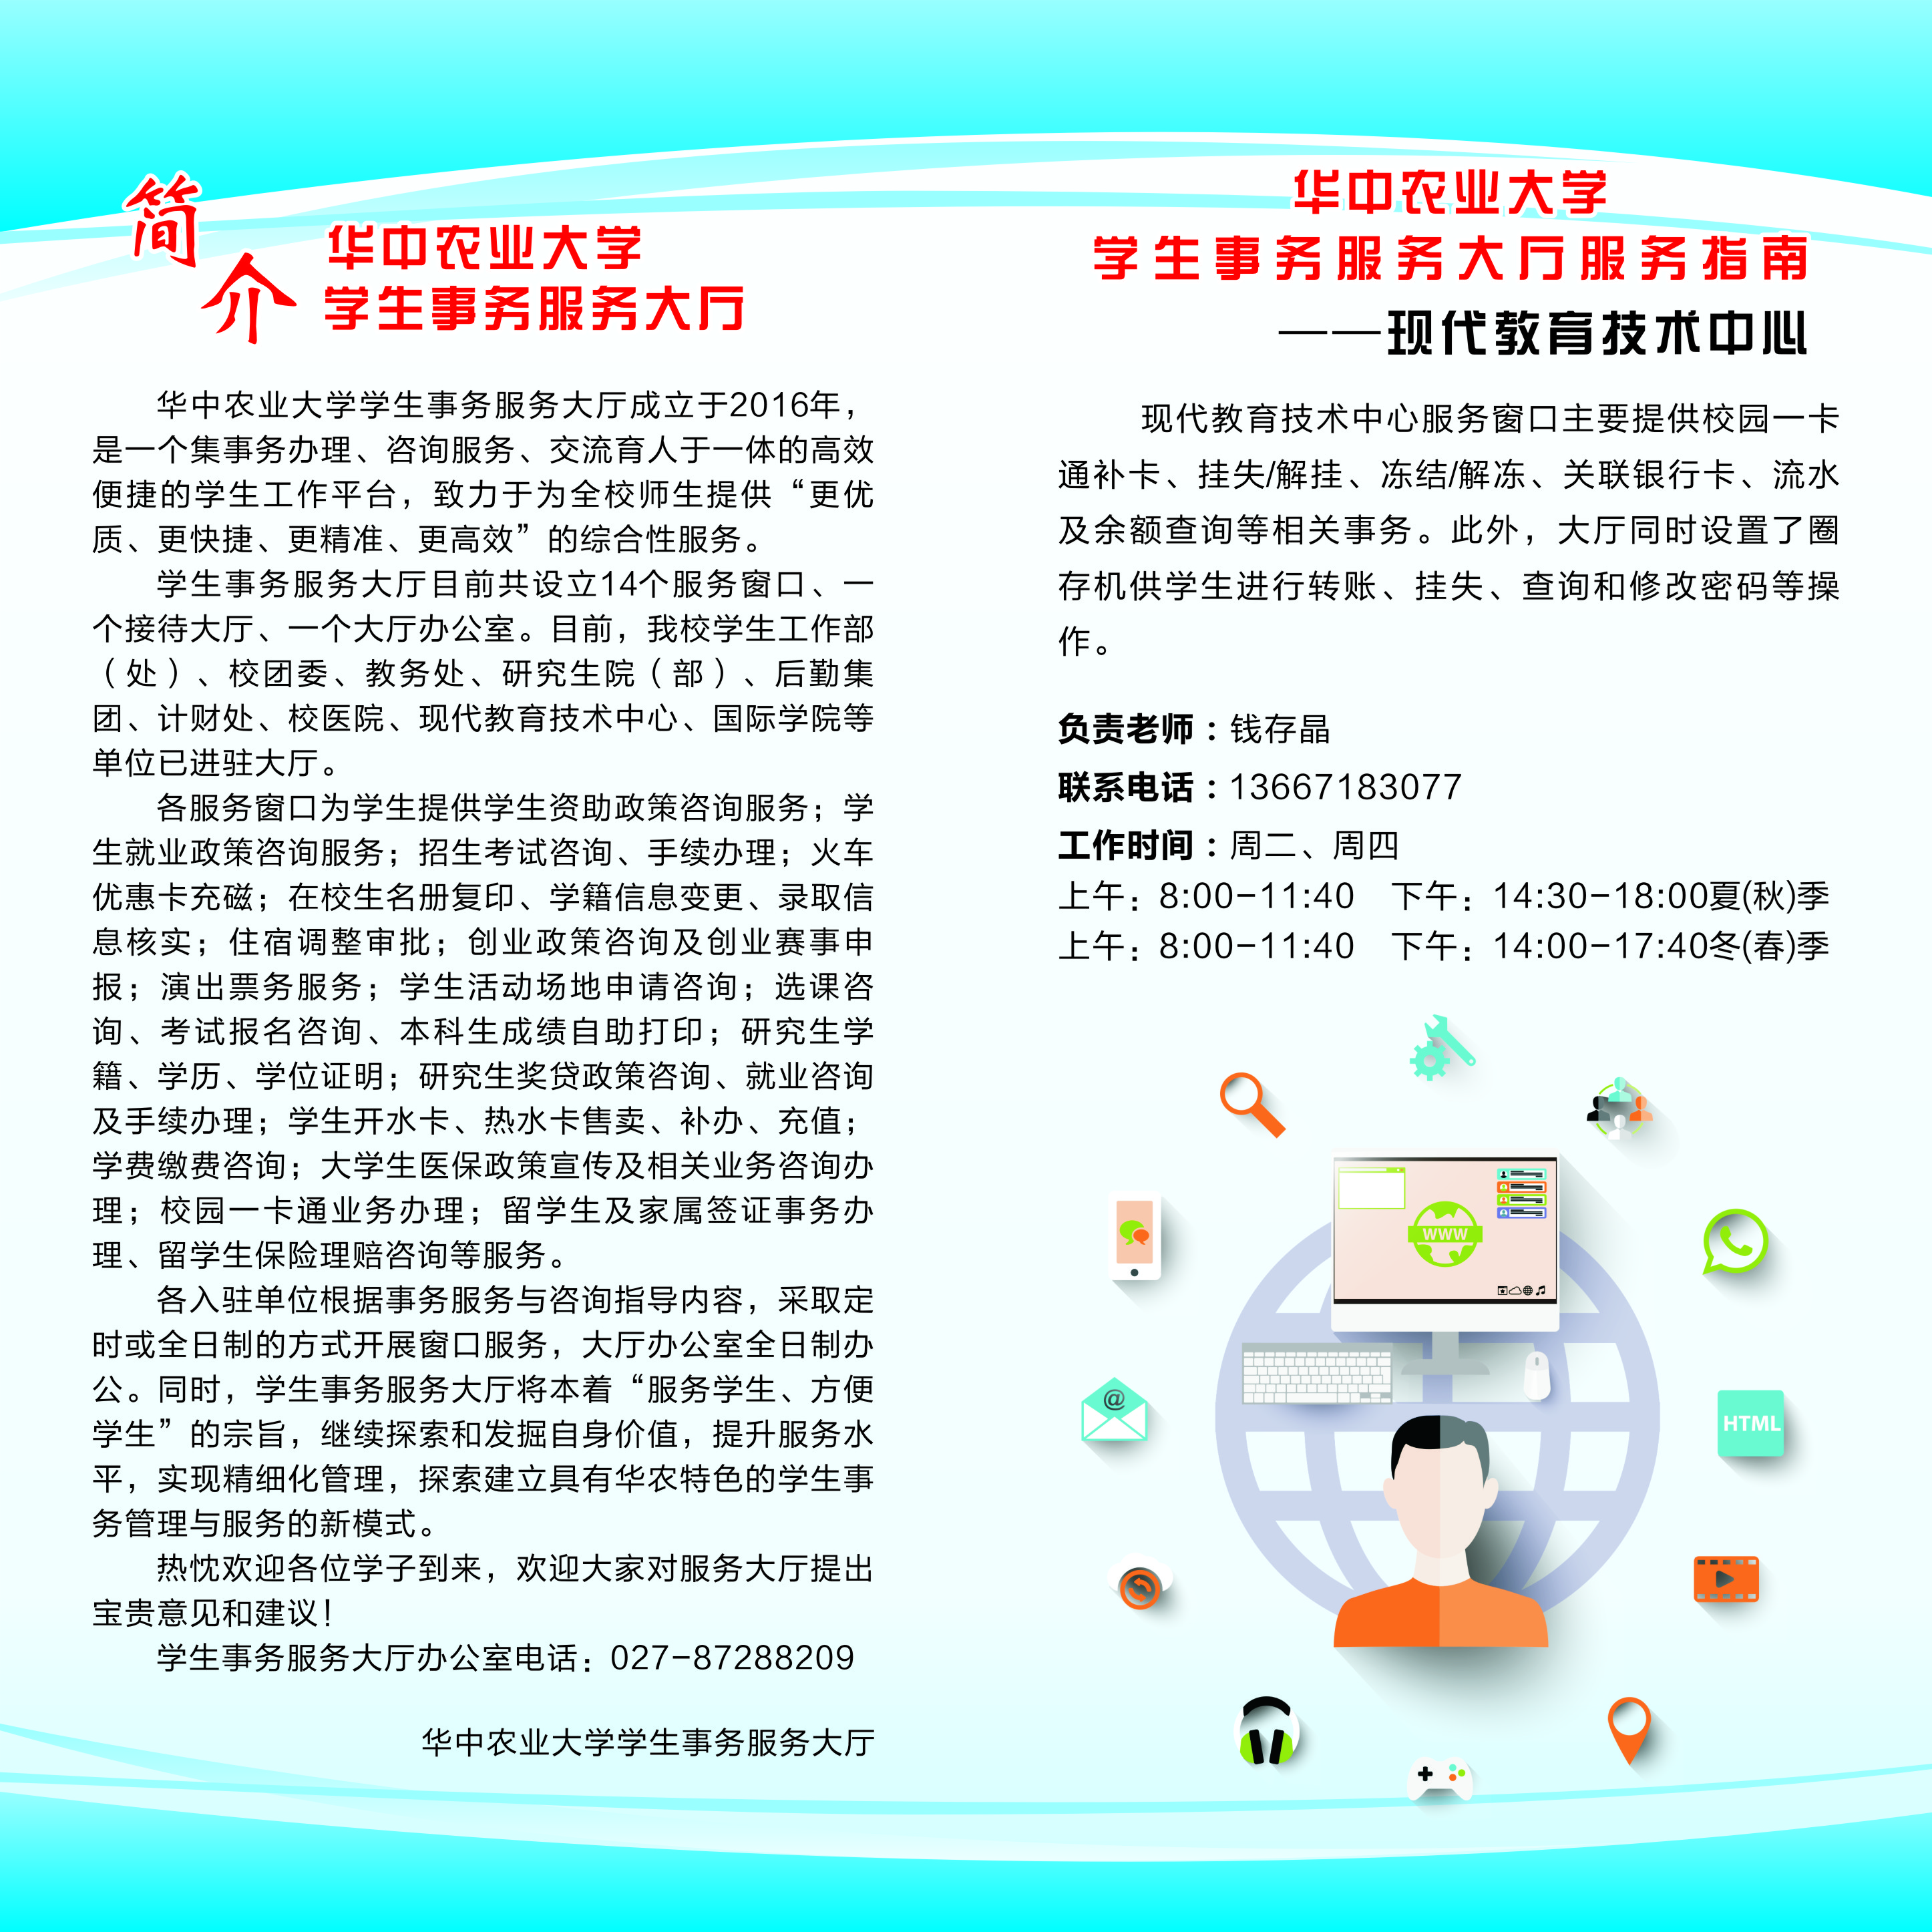 简介
华中农业大学
学生事务服务大厅
华中农业大学学生事务服务大厅成立于2016年，
是一个集事务办理、咨询服务、交流育人于一体的高效
便捷的学生工作平台，致力于为全校师生提供“更优
质、更快捷、更精准、更高效”的综合性服务。
学生事务服务大厅目前共设立14个服务窗口、一
个接待大厅、一个大厅办公室。目前，我校学生工作部
（处）、校团委、教务处、研究生院（部）、后勤集
团、计财处、校医院、现代教育技术中心、国际学院等
单位已进驻大厅。
各服务窗口为学生提供学生资助政策咨询服务；学
生就业政策咨询服务；招生考试咨询、手续办理；火车
优惠卡充磁；在校生名册复印、学籍信息变更、录取信
息核实；住宿调整审批；创业政策咨询及创业赛事申
报；演出票务服务；学生活动场地申请咨询；选课咨
询、考试报名咨询、本科生成绩自助打印；研究生学
籍、学历、学位证明；研究生奖贷政策咨询、就业咨询
及手续办理；学生开水卡、热水卡售卖、补办、充值；
学费缴费咨询；大学生医保政策宣传及相关业务咨询办
理；校园一卡通业务办理；留学生及家属签证事务办
理、留学生保险理赔咨询等服务。
各入驻单位根据事务服务与咨询指导内容，采取定
时或全日制的方式开展窗口服务，大厅办公室全日制办
公。同时，学生事务服务大厅将本着“服务学生、方便
学生”的宗旨，继续探索和发掘自身价值，提升服务水
平，实现精细化管理，探索建立具有华农特色的学生事
务管理与服务的新模式。
热忱欢迎各位学子到来，欢迎大家对服务大厅提出
宝贵意见和建议！
学生事务服务大厅办公室电话：027-87288209
华中农业大学学生事务服务大厅
华中农业大学
学生事务服务大厅服务指南
——现代教育技术中心
现代教育技术中心服务窗口主要提供校园一卡
通补卡、挂失/解挂、冻结/解冻、关联银行卡、流水
及余额查询等相关事务。此外，大厅同时设置了圈
存机供学生进行转账、挂失、查询和修改密码等操
作。
负责老师：钱存晶
联系电话：13667183077
工作时间：周二、周四
上午：8:00-11:40 下午：14:30-18:00夏(秋)季
上午：8:00-11:40 下午：14:00-17:40冬(春)季
WWW
@
HTML